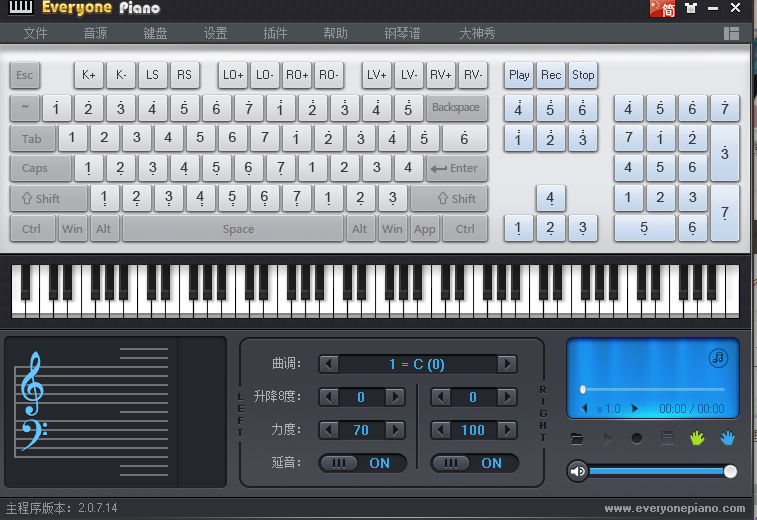 Everyone Piano 简
文件 音源 键盘 设置 插件 帮助 钢琴谱 大神秀
Esc K+ K- LS RS LO+ LO- RO+ RO- LV+ LV- RV+ RV- Play Rec Stop
~ 1 1 2 3 4 5 6 7 1 2 3 4 5 Backspace 4 5 6 4 5 6 7
Tab 1 2 3 4 5 6 7 1 2 3 4 5 6 1 2 3 7 1 2 3
Caps 1 2 3 4 5 6 7 1 2 3 4 Enter 4 5 6
Shift 1 2 3 4 5 6 7 1 2 3 Shift 4 1 2 3 7
Ctrl Win Alt Space Alt Win App Ctrl 1 2 3 5 6
曲调: 1 = C (0)
升降8度: 0 0
LEFT
RIGHT
力度: 70 100
延音: ON ON
x1.0 00:00 / 00:00
主程序版本: 2.0.7.14
www.everyonepiano.com